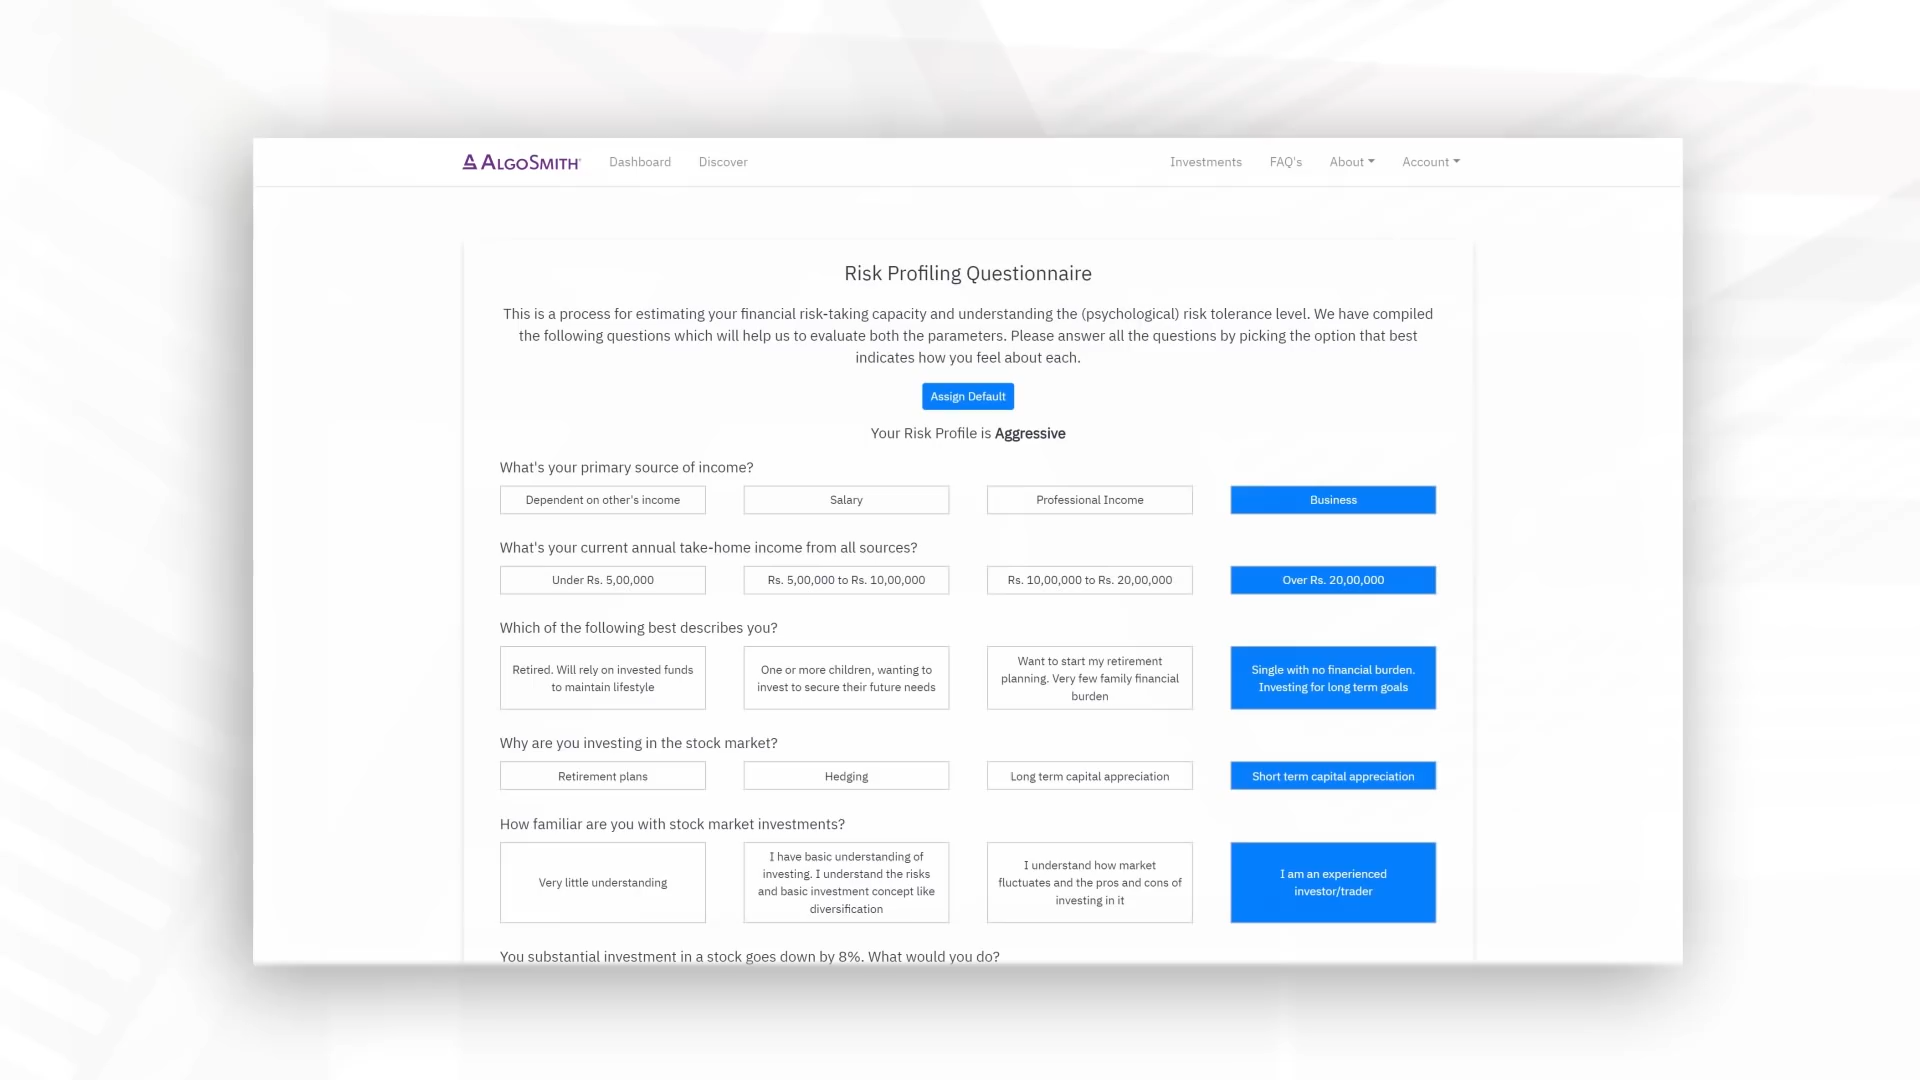 ALGOSMITH
Dashboard
Discover
Investments
FAQ's
About
Account
Risk Profiling Questionnaire
This is a process for estimating your financial risk-taking capacity and understanding the (psychological) risk tolerance level. We have compiled
the following questions which will help us to evaluate both the parameters. Please answer all the questions by picking the option that best
indicates how you feel about each.
Assign Default
Your Risk Profile is Aggressive
What's your primary source of income?
Dependent on other's income
Salary
Professional Income
Business
What's your current annual take-home income from all sources?
Under Rs. 5,00,000
Rs. 5,00,000 to Rs. 10,00,000
Rs. 10,00,000 to Rs. 20,00,000
Over Rs. 20,00,000
Which of the following best describes you?
Retired. Will rely on invested funds
to maintain lifestyle
One or more children, wanting to
invest to secure their future needs
Want to start my retirement
planning. Very few family financial
burden
Single with no financial burden.
Investing for long term goals
Why are you investing in the stock market?
Retirement plans
Hedging
Long term capital appreciation
Short term capital appreciation
How familiar are you with stock market investments?
Very little understanding
I have basic understanding of
investing. I understand the risks
and basic investment concept like
diversification
I understand how market
fluctuates and the pros and cons of
investing in it
I am an experienced
investor/trader
You substantial investment in a stock goes down by 8%. What would you do?